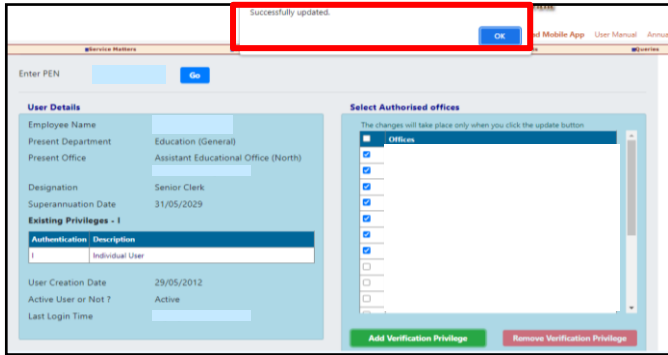 Successfully updated.
OK
d Mobile App User Manual Annua
Service Matters
Queries
Enter PEN
Go
User Details
Employee Name
Present Department Education (General)
Present Office Assistant Educational Office (North)
Designation Senior Clerk
Superannuation Date 31/05/2029
Existing Privileges - I
Authentication Description
I Individual User
User Creation Date 29/05/2012
Active User or Not ? Active
Last Login Time
Select Authorised offices
The changes will take place only when you click the update button
Offices
Add Verification Privilege Remove Verification Privilege